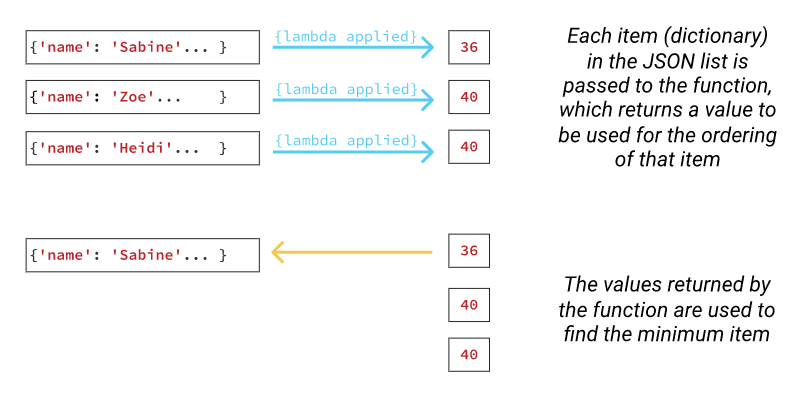 {'name': 'Sabine'... }
{lambda applied}
36
{'name': 'Zoe'...    }
{lambda applied}
40
{'name': 'Heidi'...  }
{lambda applied}
40
Each item (dictionary)
in the JSON list is
passed to the function,
which returns a value to
be used for the ordering
of that item
{'name': 'Sabine'... }
36
40
40
The values returned by
the function are used to
find the minimum item